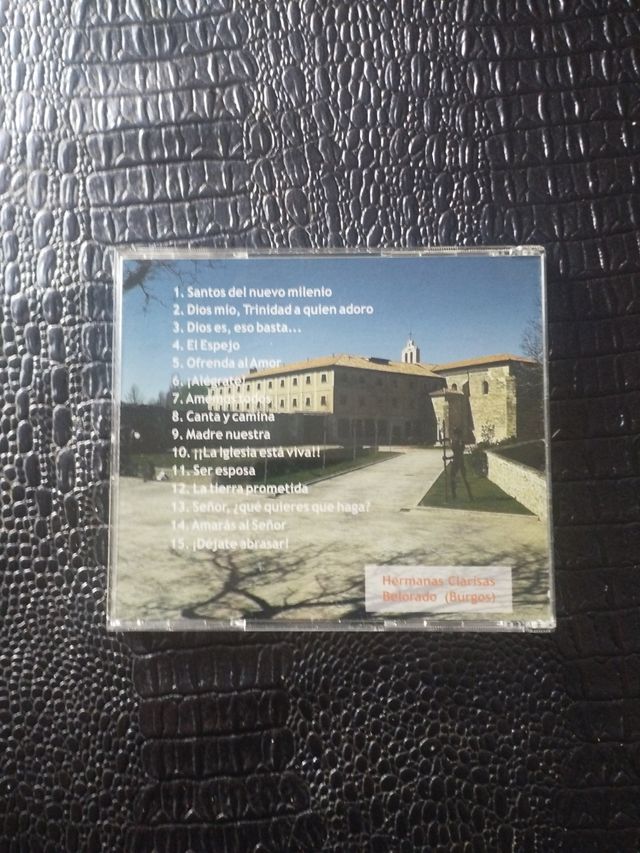 1. Santos del nuevo milenio
2. Dios mio, Trinidad a quien adoro
3. Dios es, eso basta...
4. El Espejo
5. Ofrenda al Amor
6. ¡Alégrate!
7. Amémos todos
8. Canta y camina
9. Madre nuestra
10. ¡¡La Iglesia está viva!!
11. Ser esposa
12. La tierra prometida
13. Señor, ¿qué quieres que haga?
14. Amarás al Señor
15. ¡Déjate abrasar!
Hermanas Clarisas
Belorado (Burgos)